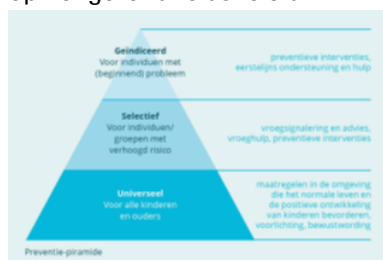 Geïndiceerd
Voor individuen met
(beginnend) probleem
preventieve interventies,
eerstelijns ondersteuning en hulp
Selectief
Voor individuen/
groepen met
verhoogd risico
vroegsignalering en advies,
vroeghulp, preventieve interventies
Universeel
Voor alle kinderen
en ouders
maatregelen in de omgeving
die het normale leven en
de positieve ontwikkeling
van kinderen bevorderen,
voorlichting, bewustwording
Preventie-piramide